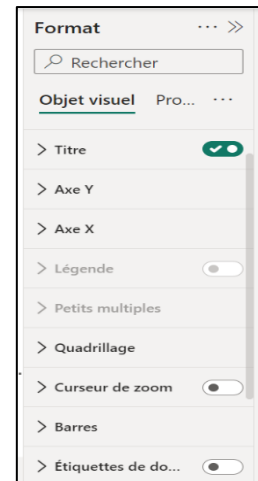 Format
Rechercher
Objet visuel Pro...
Titre
Axe Y
Axe X
Légende
Petits multiples
Quadrillage
Curseur de zoom
Barres
Étiquettes de do...